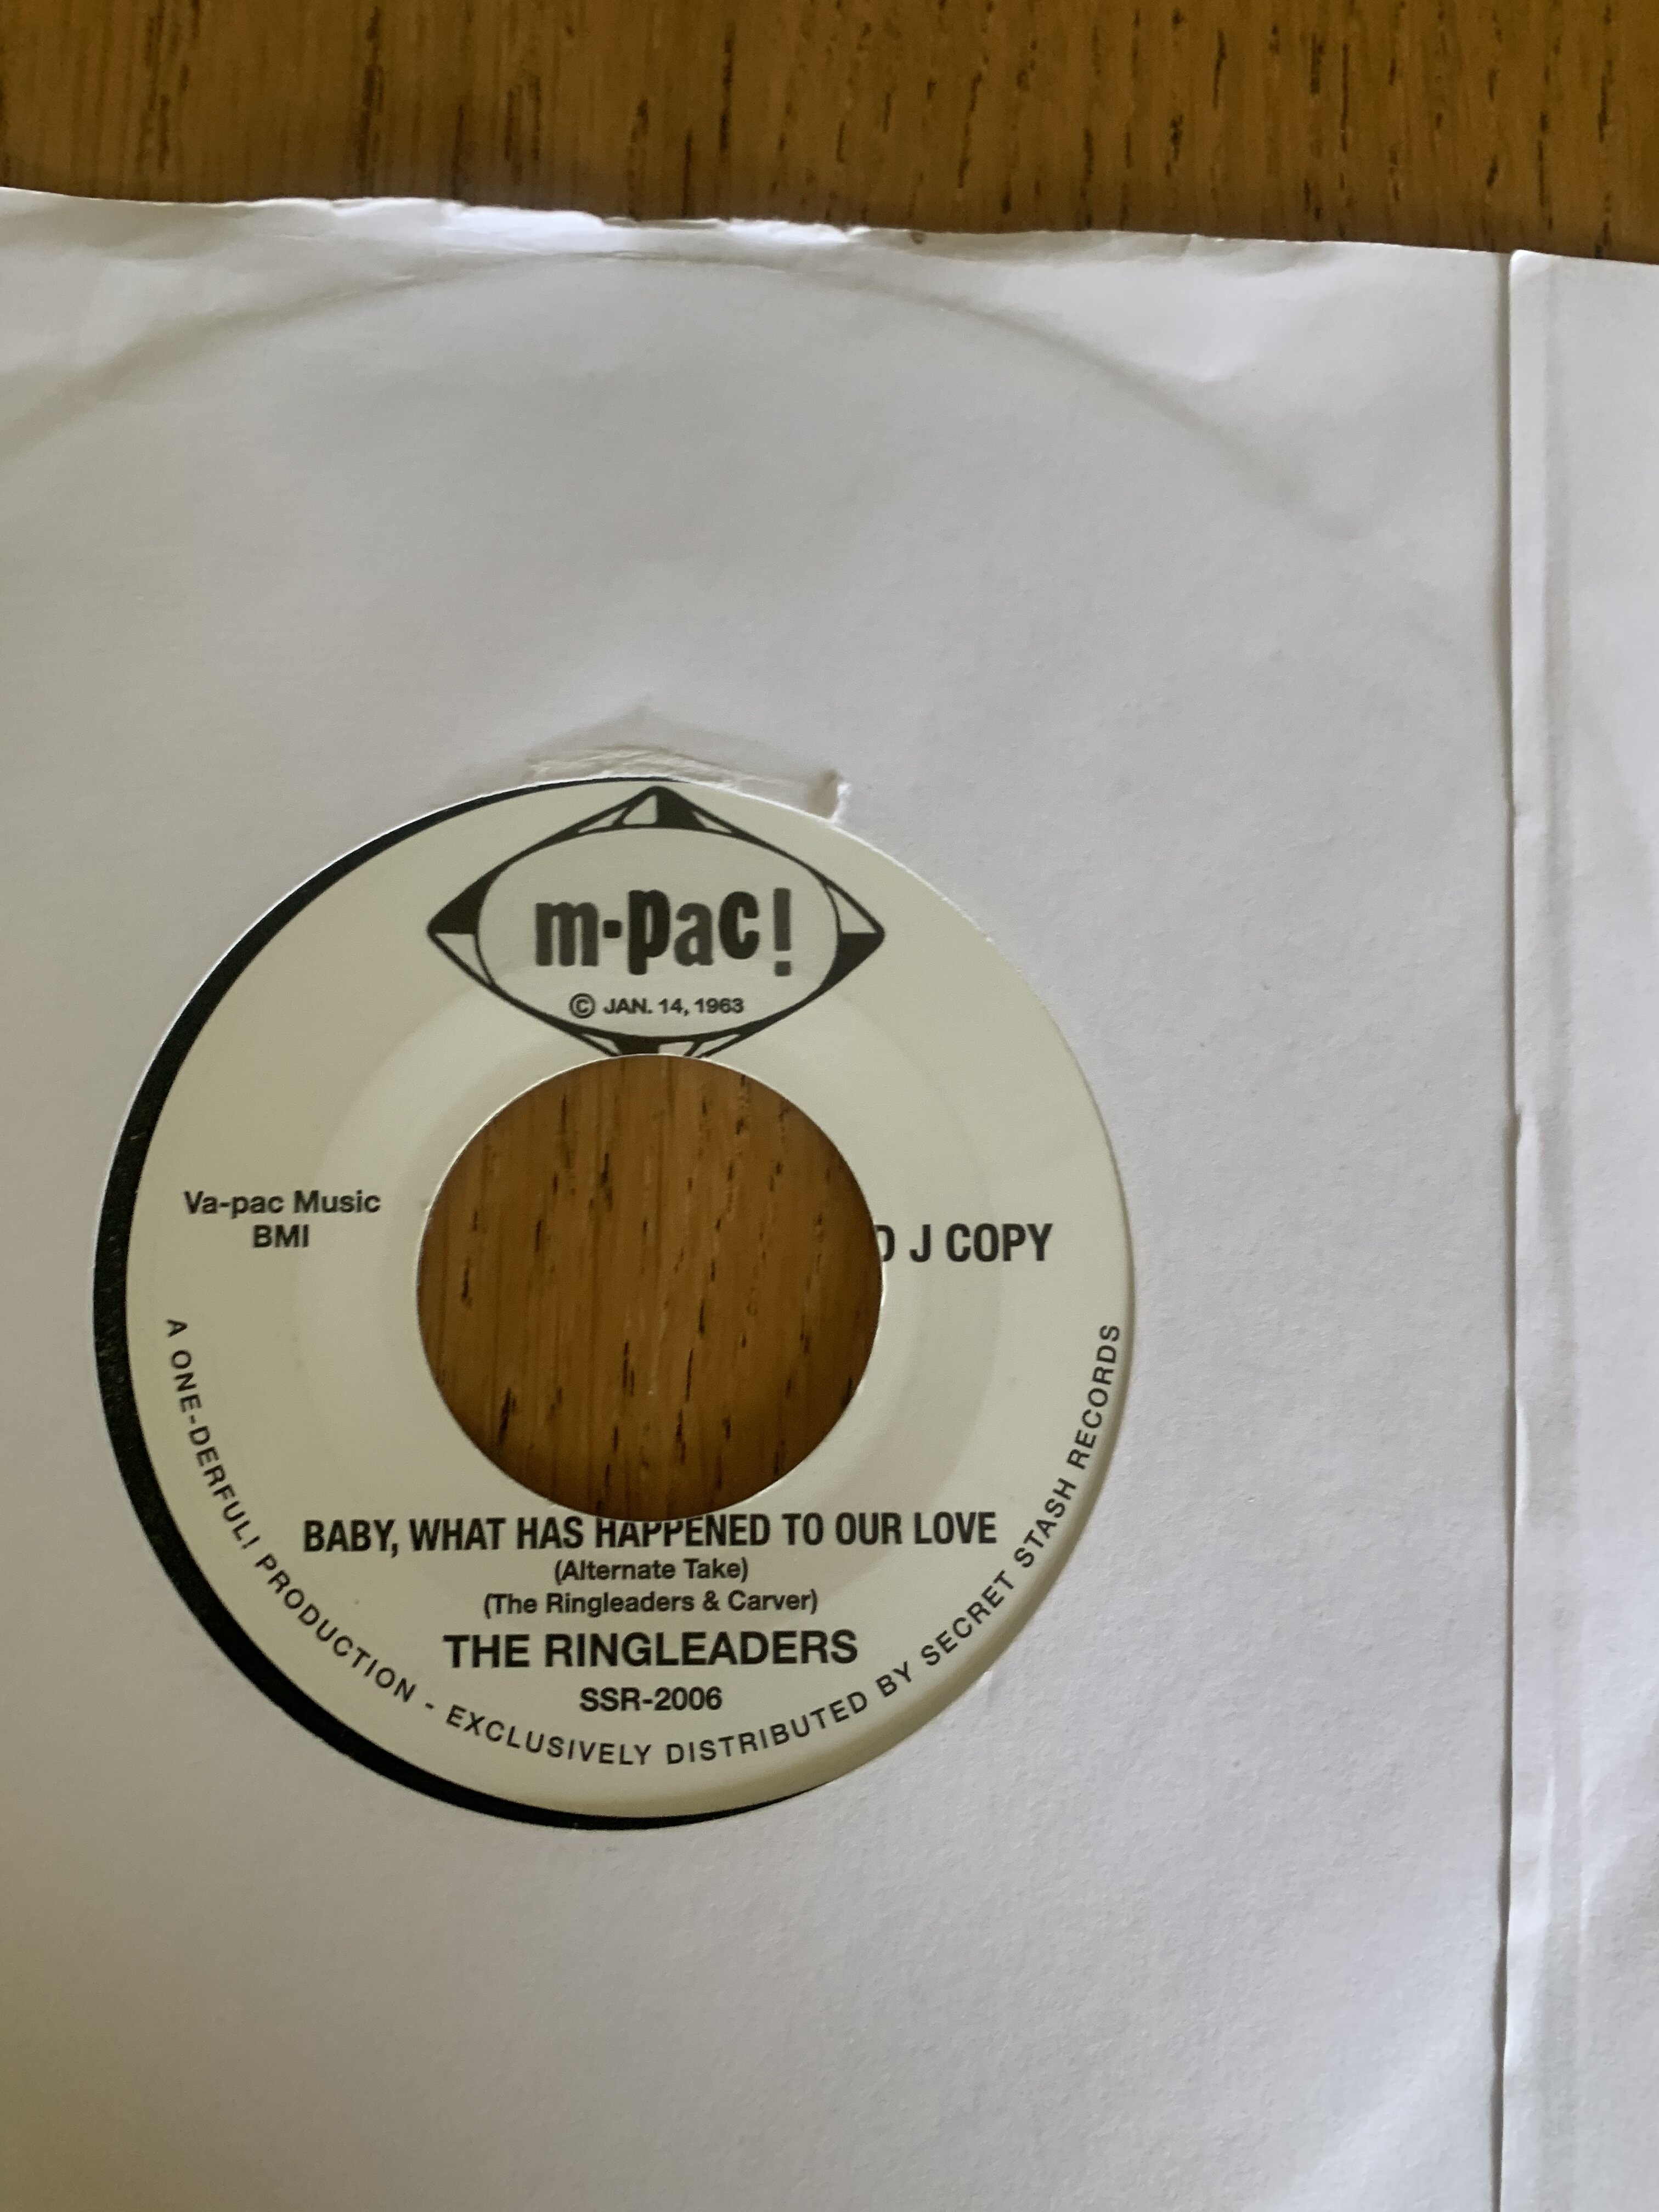 m·pac!
© JAN. 14, 1963
Va-pac Music
BMI
D J COPY
BABY, WHAT HAS HAPPENED TO OUR LOVE
(Alternate Take)
(The Ringleaders & Carver)
THE RINGLEADERS
SSR-2006
A ONE-DERFUL! PRODUCTION - EXCLUSIVELY DISTRIBUTED BY SECRET STASH RECORDS